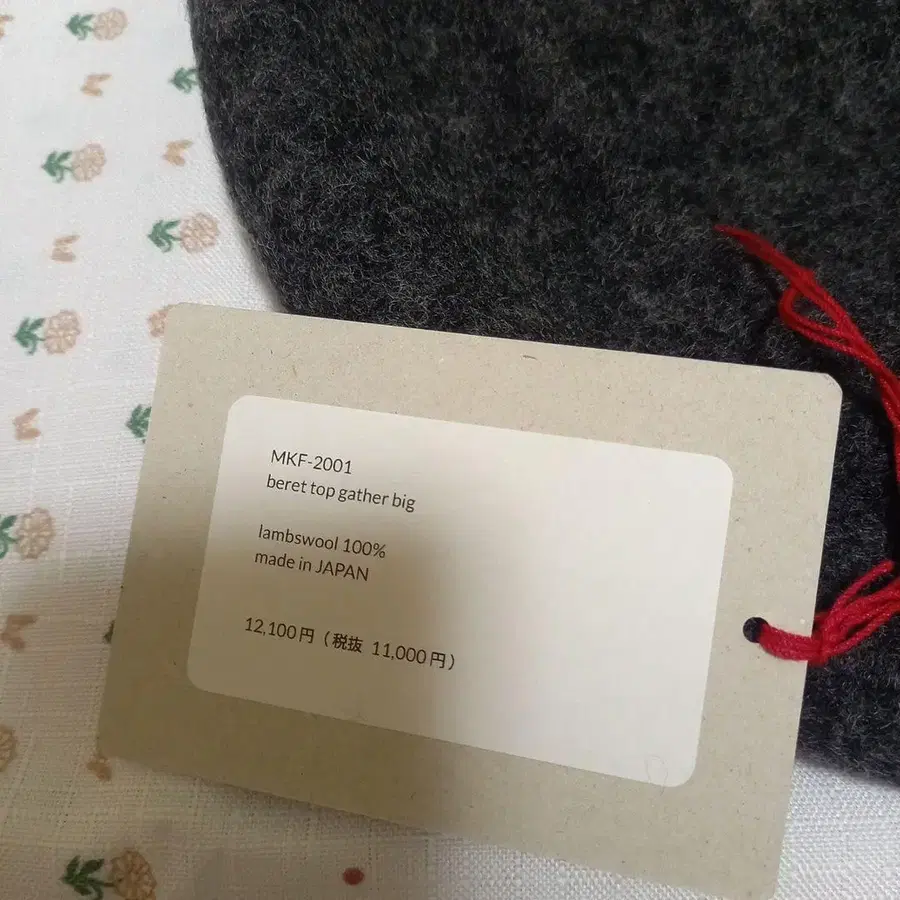 MKF-2001
beret top gather big
lambswool 100%
made in JAPAN
12,100円（税抜 11,000円）